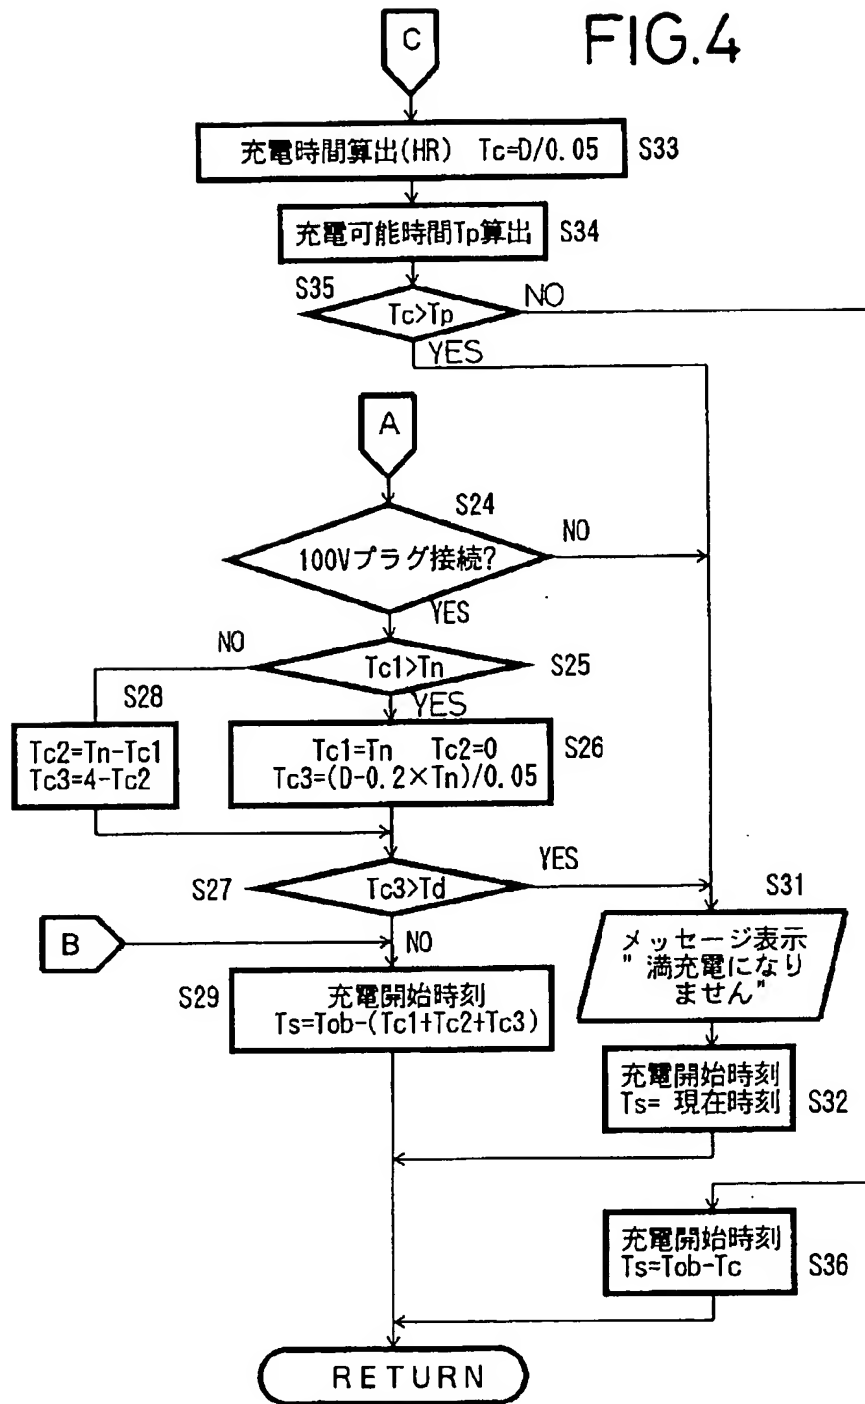 FIG.4
C
充電時間算出(HR) Tc=D/0.05
S33
充電可能時間Tp算出
S34
S35
Tc>Tp
NO
YES
A
S24
100Vプラグ接続?
NO
YES
NO
Tc1>Tn
S25
S28
YES
Tc2=Tn-Tc1
Tc3=4-Tc2
Tc1=Tn Tc2=0
Tc3=(D-0.2×Tn)/0.05
S26
S27
Tc3>Td
YES
S31
B
NO
メッセージ表示
"満充電になり
ません"
S29
充電開始時刻
Ts=Tob-(Tc1+Tc2+Tc3)
充電開始時刻
Ts= 現在時刻
S32
充電開始時刻
Ts=Tob-Tc
S36
RETURN